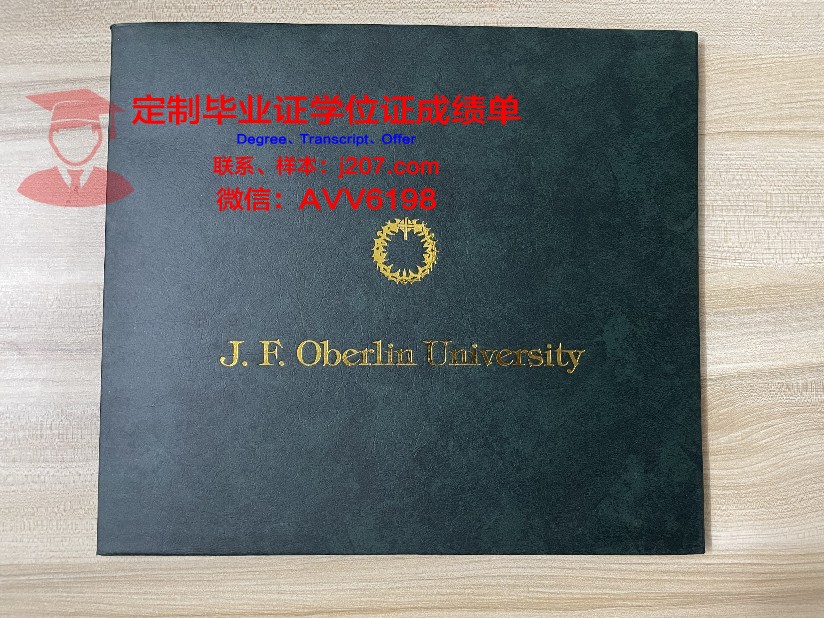 定制毕业证学位证成绩单
Degree、Transcript、Offer
联系、样本：j207.com
微信：AVV6198
J. F. Oberlin University